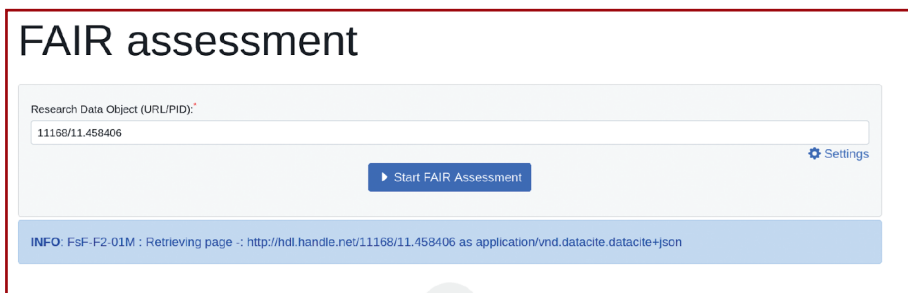 FAIR assessment
Research Data Object (URL/PID):*
11168/11.458406
Settings
Start FAIR Assessment
INFO: FsF-F2-01M : Retrieving page -: http://hdl.handle.net/11168/11.458406 as application/vnd.datacite.datacite+json